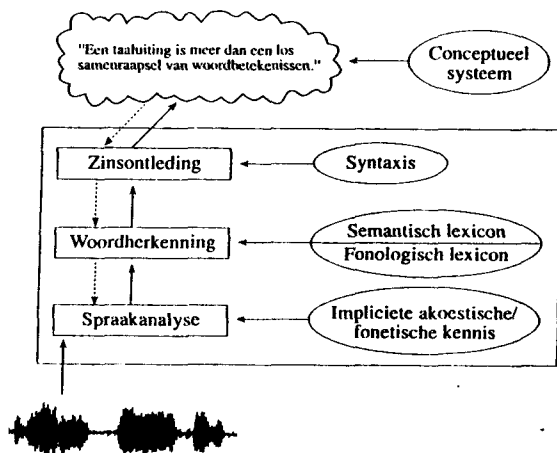 "Een taaluiting is meer dan een los
samenraapsel van woordbetekenissen."
Conceptueel
systeem
Zinsontleding
Syntaxis
Woordherkenning
Semantisch lexicon
Fonologisch lexicon
Spraakanalyse
Impliciete akoestische/
fonetische kennis